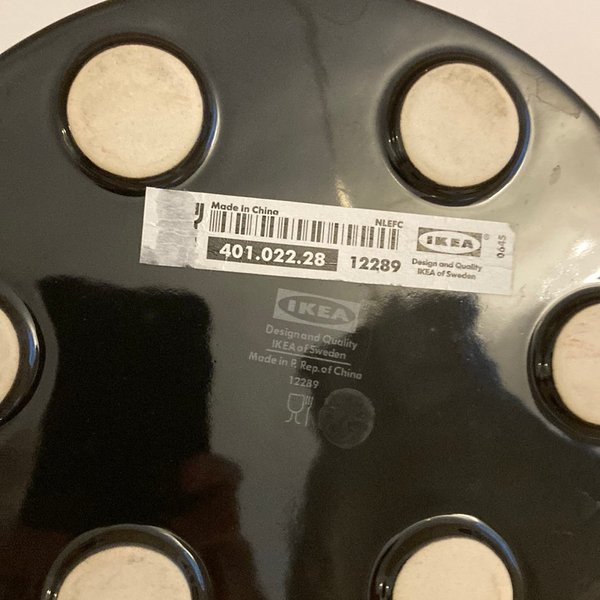 Made in China
NLEFC
401.022.28
12289
IKEA®
Design and Quality
IKEA of Sweden
0645
IKEA
Design and Quality
IKEA of Sweden
Made in P. Rep. of China
12289